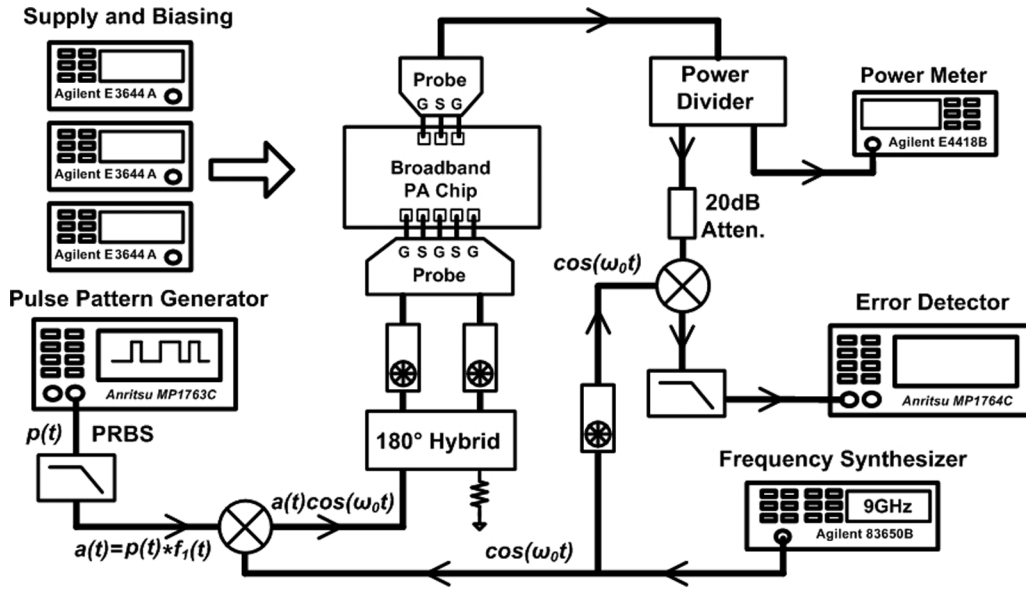 Supply and Biasing
Agilent E3644 A
Agilent E3644 A
Agilent E3644 A
Probe
G S G
Broadband
PA Chip
G S G S G
Probe
Power
Divider
Power Meter
Agilent E4418B
20dB
Atten.
cos(ω₀t)
Pulse Pattern Generator
Anritsu MP1763C
p(t)
PRBS
180° Hybrid
Error Detector
Anritsu MP1764C
a(t)cos(ω₀t)
a(t)=p(t)*f₁(t)
cos(ω₀t)
Frequency Synthesizer
9GHz
Agilent 83650B